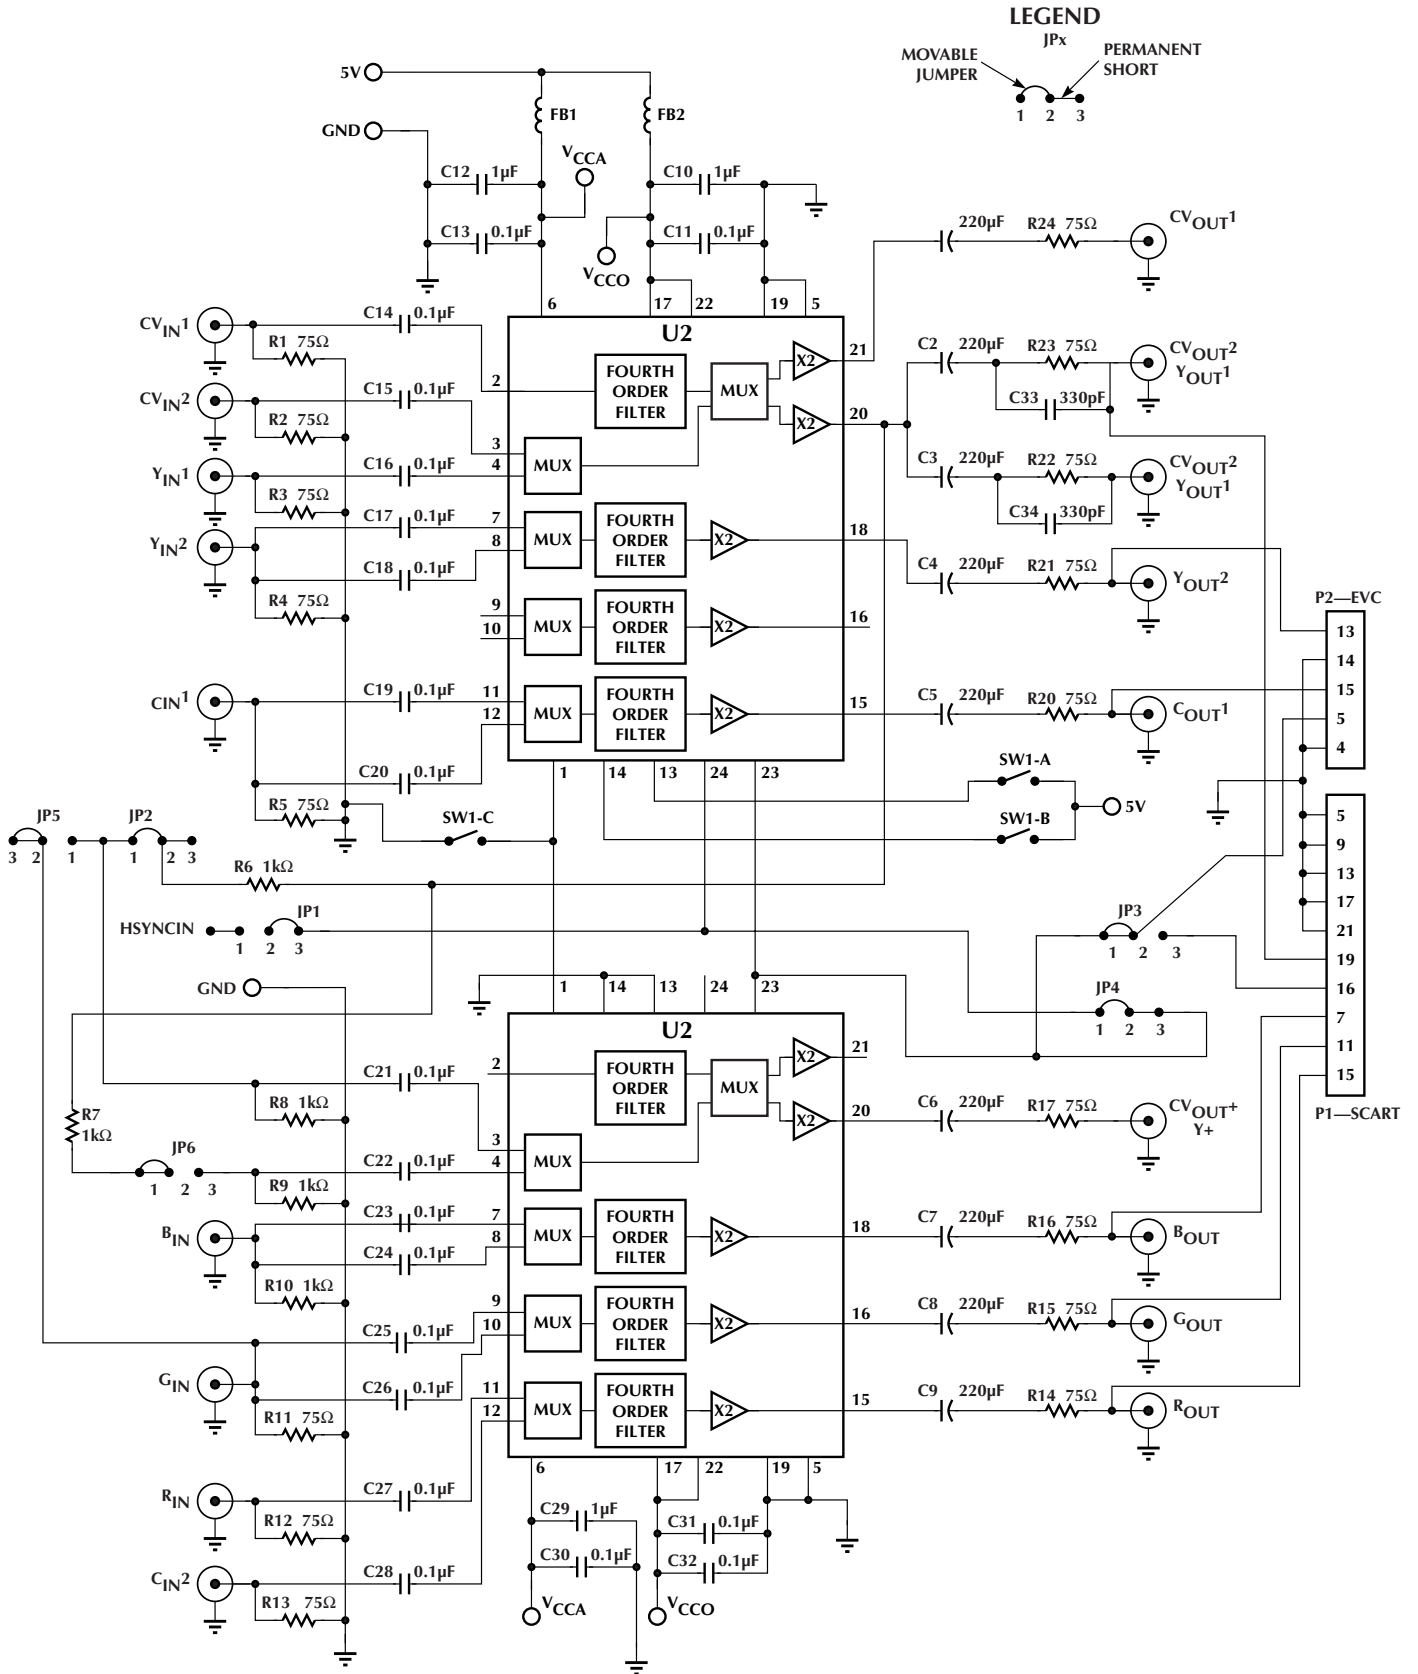 LEGEND
JPx
MOVABLE
JUMPER
PERMANENT
SHORT
1 2 3
5V
GND
FB1
FB2
VCCA
C12 1µF
C10 1µF
C13 0.1µF
C11 0.1µF
VCCO
6 17 22 19 5
U2
220µF R24 75Ω CVOUT1
CVIN1
R1 75Ω
C14 0.1µF
2
FOURTH
ORDER
FILTER
MUX
X2
21
X2
20
C2 220µF R23 75Ω
C33 330pF
CVOUT2
YOUT1
CVIN2
R2 75Ω
C15 0.1µF
3
4
MUX
YIN1
R3 75Ω
C16 0.1µF
C3 220µF R22 75Ω
C34 330pF
CVOUT2
YOUT1
YIN2
C17 0.1µF
C18 0.1µF
R4 75Ω
7
8
MUX
FOURTH
ORDER
FILTER
X2
18
C4 220µF R21 75Ω
YOUT2
9
10
MUX
FOURTH
ORDER
FILTER
X2
16
CIN1
C19 0.1µF
C20 0.1µF
R5 75Ω
11
12
MUX
FOURTH
ORDER
FILTER
X2
15
C5 220µF R20 75Ω
COUT1
P2—EVC
13
14
15
5
4
1 14 13 24 23
SW1-A
SW1-B
5V
SW1-C
JP5
3 2 1
JP2
1 2 3
R6 1kΩ
HSYNCIN
1 2 3
JP1
GND
JP3
1 2 3
JP4
1 2 3
5
9
13
17
21
19
16
7
11
15
P1—SCART
1 14 13 24 23
U2
2
FOURTH
ORDER
FILTER
MUX
X2
21
X2
20
C21 0.1µF
R8 1kΩ
R7
1kΩ
JP6
1 2 3
C22 0.1µF
R9 1kΩ
3
4
MUX
C6 220µF R17 75Ω
CVOUT+
Y+
BIN
C23 0.1µF
C24 0.1µF
R10 1kΩ
7
8
MUX
FOURTH
ORDER
FILTER
X2
18
C7 220µF R16 75Ω
BOUT
C25 0.1µF
GIN
C26 0.1µF
R11 75Ω
9
10
MUX
FOURTH
ORDER
FILTER
X2
16
C8 220µF R15 75Ω
GOUT
11
12
MUX
FOURTH
ORDER
FILTER
X2
15
C9 220µF R14 75Ω
ROUT
6 17 22 19 5
RIN
C27 0.1µF
R12 75Ω
CIN2
C28 0.1µF
R13 75Ω
C29 1µF
C30 0.1µF
VCCA
C31 0.1µF
C32 0.1µF
VCCO